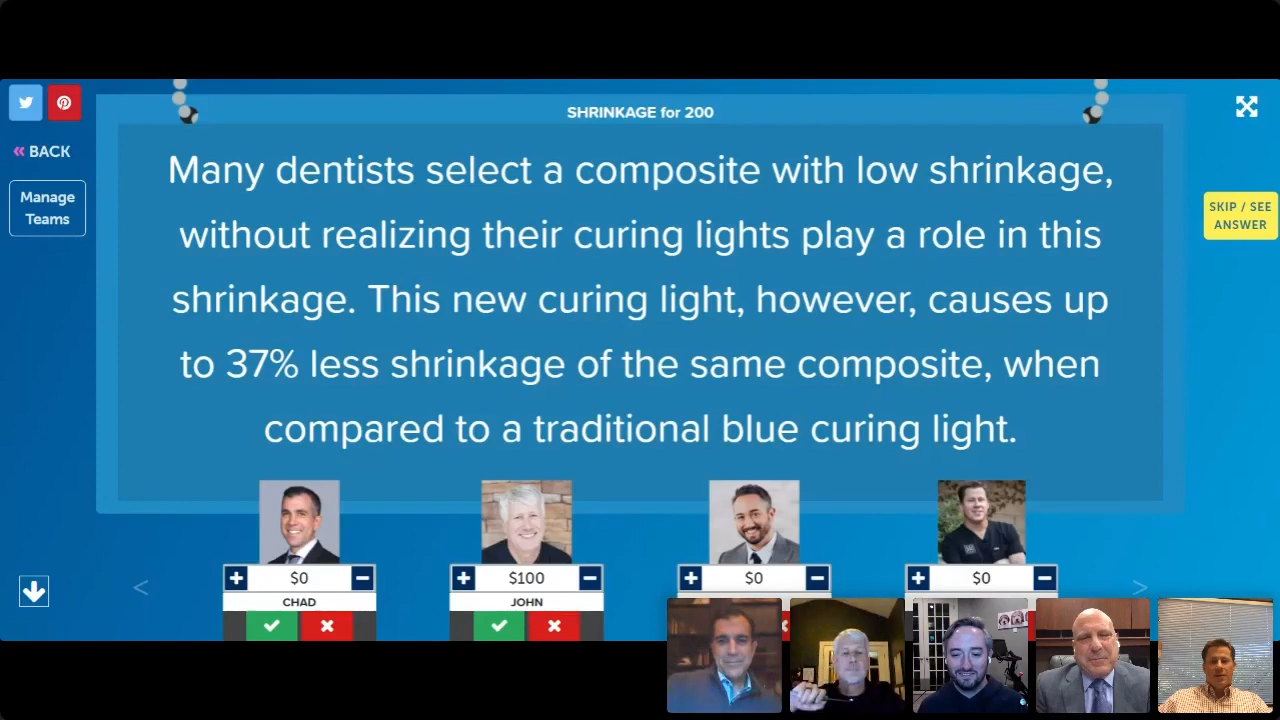 SHRINKAGE for 200
« BACK
Manage
Teams
SKIP / SEE
ANSWER
Many dentists select a composite with low shrinkage,
without realizing their curing lights play a role in this
shrinkage. This new curing light, however, causes up
to 37% less shrinkage of the same composite, when
compared to a traditional blue curing light.
+ $0 −
+ $100 −
+ $0 −
+ $0 −
CHAD
JOHN